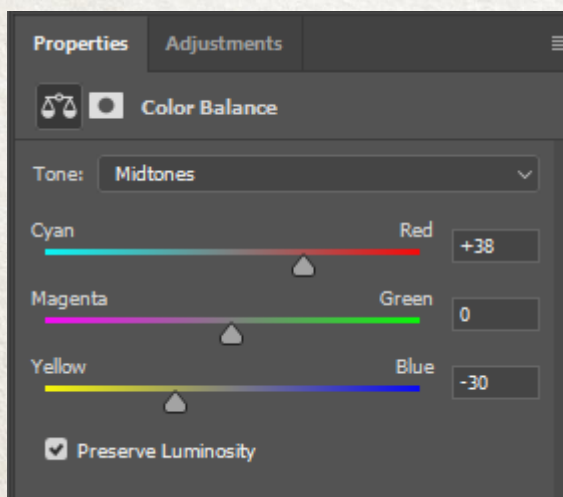 Properties Adjustments
Color Balance
Tone: Midtones
Cyan Red +38
Magenta Green 0
Yellow Blue -30
Preserve Luminosity